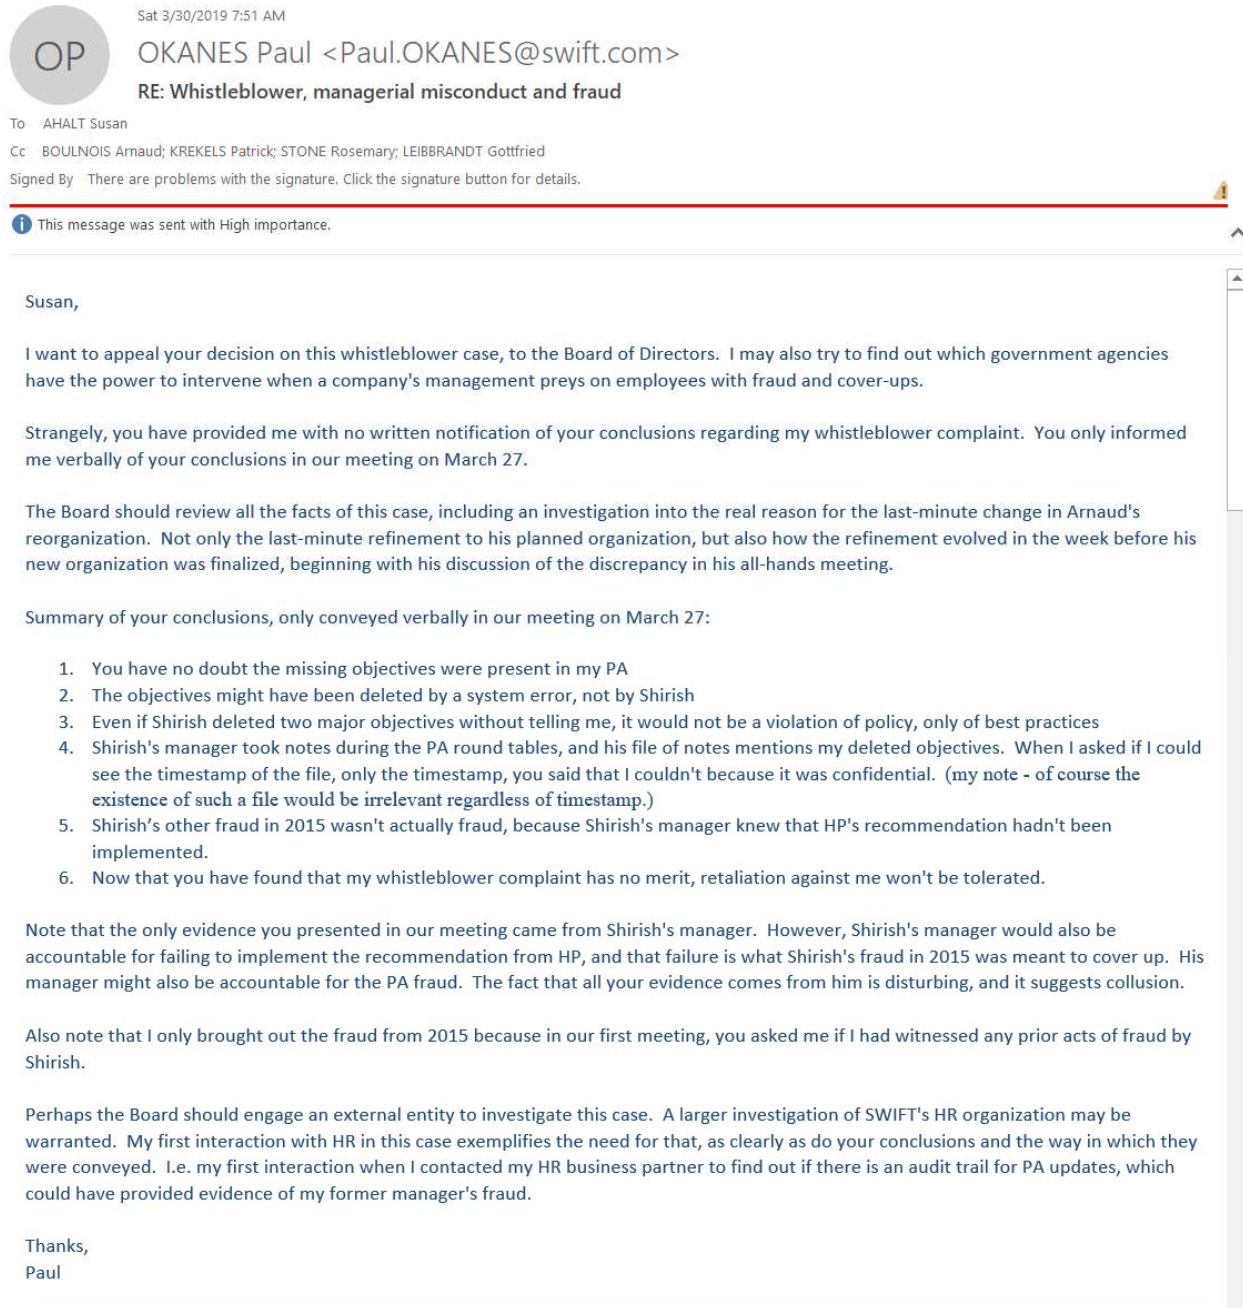 Sat 3/30/2019 7:51 AM
OP
OKANES Paul <Paul.OKANES@swift.com>
RE: Whistleblower, managerial misconduct and fraud
To AHALT Susan
Cc BOULNOIS Arnaud; KREKELS Patrick; STONE Rosemary; LEIBBRANDT Gottfried
Signed By There are problems with the signature. Click the signature button for details.
This message was sent with High importance.
Susan,
I want to appeal your decision on this whistleblower case, to the Board of Directors. I may also try to find out which government agencies
have the power to intervene when a company's management preys on employees with fraud and cover-ups.
Strangely, you have provided me with no written notification of your conclusions regarding my whistleblower complaint. You only informed
me verbally of your conclusions in our meeting on March 27.
The Board should review all the facts of this case, including an investigation into the real reason for the last-minute change in Arnaud's
reorganization. Not only the last-minute refinement to his planned organization, but also how the refinement evolved in the week before his
new organization was finalized, beginning with his discussion of the discrepancy in his all-hands meeting.
Summary of your conclusions, only conveyed verbally in our meeting on March 27:
1. You have no doubt the missing objectives were present in my PA
2. The objectives might have been deleted by a system error, not by Shirish
3. Even if Shirish deleted two major objectives without telling me, it would not be a violation of policy, only of best practices
4. Shirish's manager took notes during the PA round tables, and his file of notes mentions my deleted objectives. When I asked if I could
see the timestamp of the file, only the timestamp, you said that I couldn't because it was confidential. (my note - of course the
existence of such a file would be irrelevant regardless of timestamp.)
5. Shirish’s other fraud in 2015 wasn't actually fraud, because Shirish's manager knew that HP's recommendation hadn't been
implemented.
6. Now that you have found that my whistleblower complaint has no merit, retaliation against me won't be tolerated.
Note that the only evidence you presented in our meeting came from Shirish's manager. However, Shirish's manager would also be
accountable for failing to implement the recommendation from HP, and that failure is what Shirish's fraud in 2015 was meant to cover up. His
manager might also be accountable for the PA fraud. The fact that all your evidence comes from him is disturbing, and it suggests collusion.
Also note that I only brought out the fraud from 2015 because in our first meeting, you asked me if I had witnessed any prior acts of fraud by
Shirish.
Perhaps the Board should engage an external entity to investigate this case. A larger investigation of SWIFT's HR organization may be
warranted. My first interaction with HR in this case exemplifies the need for that, as clearly as do your conclusions and the way in which they
were conveyed. I.e. my first interaction when I contacted my HR business partner to find out if there is an audit trail for PA updates, which
could have provided evidence of my former manager's fraud.
Thanks,
Paul